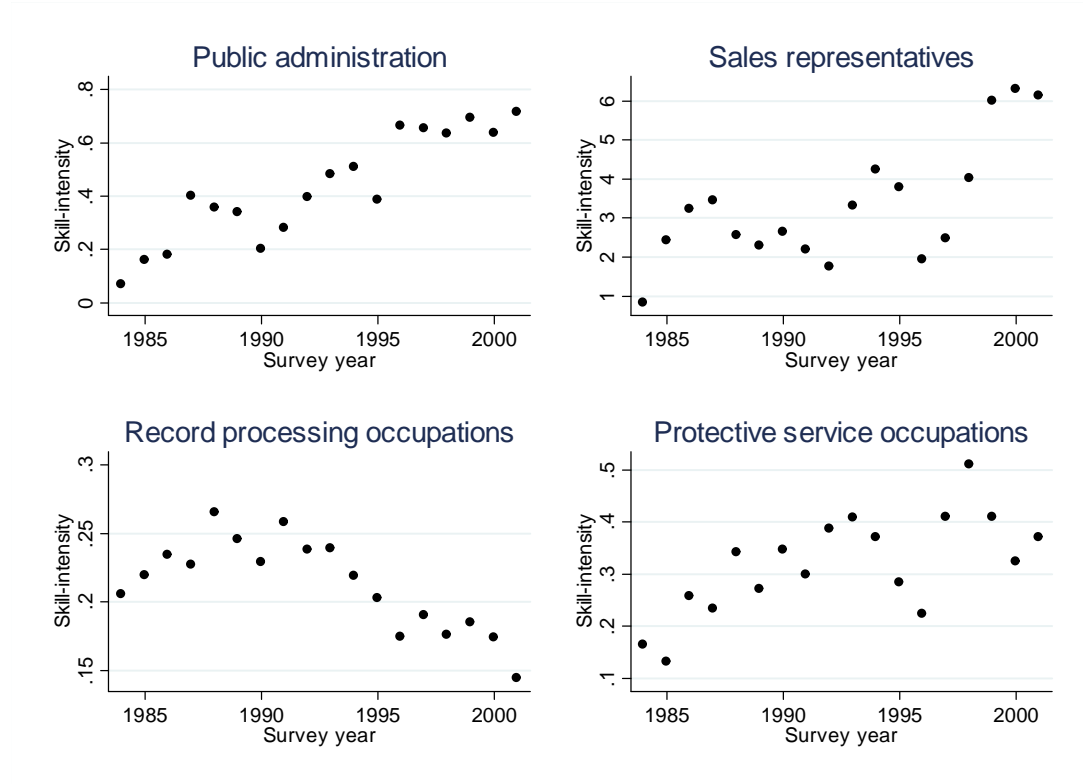 Public administration
Skill-intensity
.8
.6
.4
.2
0
1985 1990 1995 2000
Survey year
Sales representatives
Skill-intensity
6
5
4
3
2
1
1985 1990 1995 2000
Survey year
Record processing occupations
Skill-intensity
.3
.25
.2
.15
1985 1990 1995 2000
Survey year
Protective service occupations
Skill-intensity
.5
.4
.3
.2
.1
1985 1990 1995 2000
Survey year